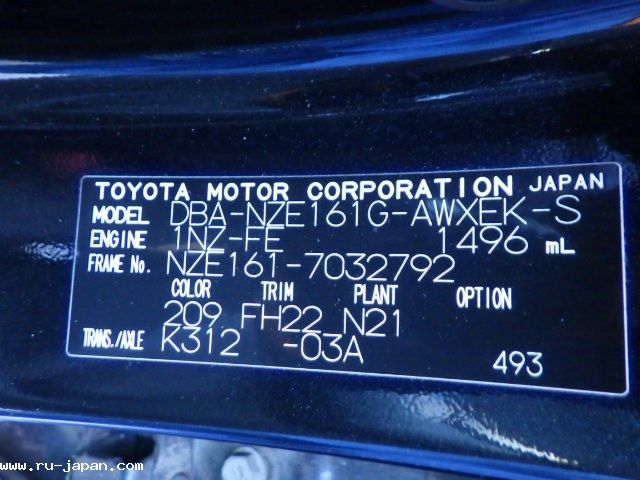 TOYOTA MOTOR CORPORATION JAPAN
MODEL DBA-NZE161G-AWXEK-S
ENGINE 1NZ-FE 1496 mL
FRAME No. NZE161-7032792
COLOR TRIM PLANT OPTION
209 FH22 N21
TRANS./AXLE K312 -03A 493
www.ru-japan.com